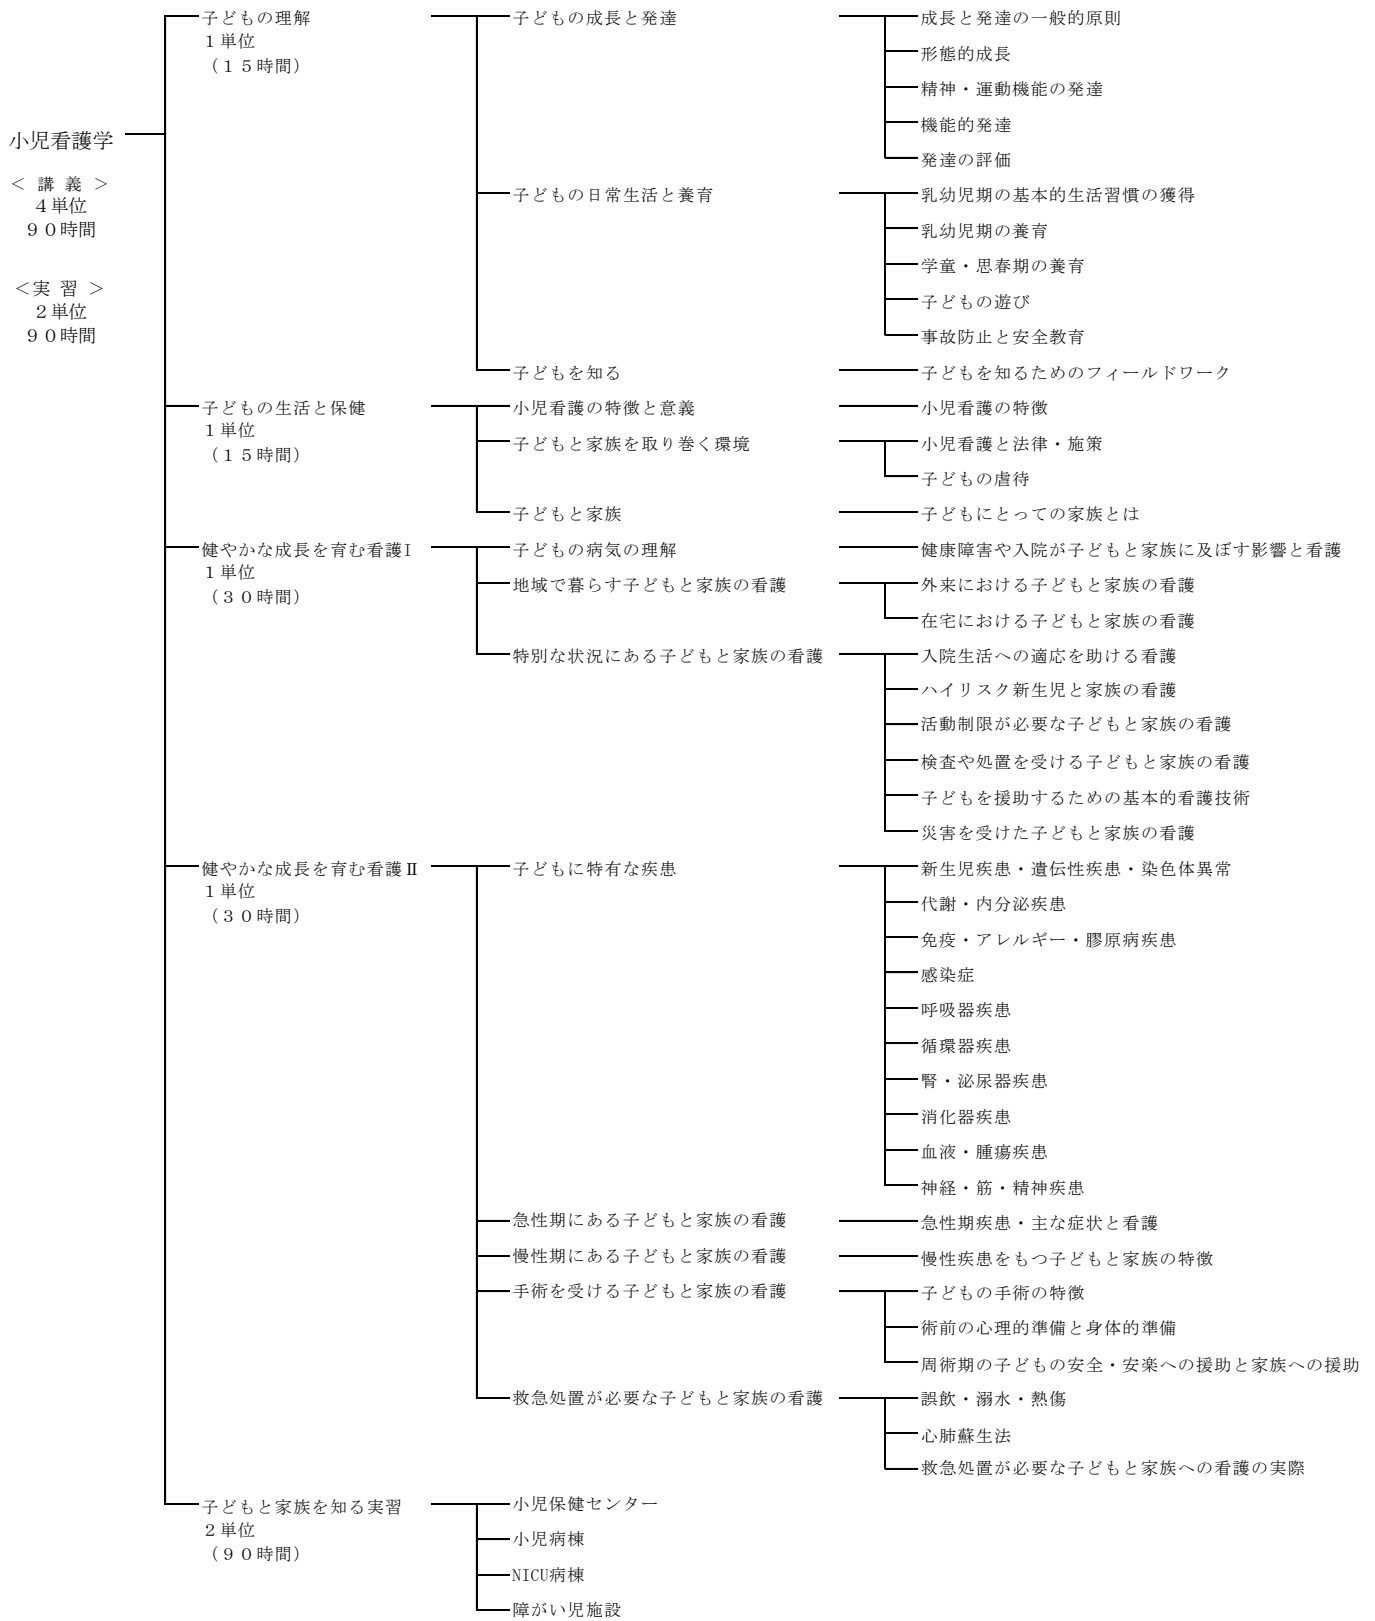 小児看護学
＜ 講 義 ＞
４単位
９０時間
＜実 習 ＞
２単位
９０時間
子どもの理解
１単位
（１５時間）
子どもの成長と発達
成長と発達の一般的原則
形態的成長
精神・運動機能の発達
機能的発達
発達の評価
子どもの日常生活と養育
乳幼児期の基本的生活習慣の獲得
乳幼児期の養育
学童・思春期の養育
子どもの遊び
事故防止と安全教育
子どもを知る
子どもを知るためのフィールドワーク
子どもの生活と保健
１単位
（１５時間）
小児看護の特徴と意義
小児看護の特徴
子どもと家族を取り巻く環境
小児看護と法律・施策
子どもの虐待
子どもと家族
子どもにとっての家族とは
健やかな成長を育む看護Ⅰ
１単位
（３０時間）
子どもの病気の理解
健康障害や入院が子どもと家族に及ぼす影響と看護
地域で暮らす子どもと家族の看護
外来における子どもと家族の看護
在宅における子どもと家族の看護
特別な状況にある子どもと家族の看護
入院生活への適応を助ける看護
ハイリスク新生児と家族の看護
活動制限が必要な子どもと家族の看護
検査や処置を受ける子どもと家族の看護
子どもを援助するための基本的看護技術
災害を受けた子どもと家族の看護
健やかな成長を育む看護Ⅱ
１単位
（３０時間）
子どもに特有な疾患
新生児疾患・遺伝性疾患・染色体異常
代謝・内分泌疾患
免疫・アレルギー・膠原病疾患
感染症
呼吸器疾患
循環器疾患
腎・泌尿器疾患
消化器疾患
血液・腫瘍疾患
神経・筋・精神疾患
急性期にある子どもと家族の看護
急性期疾患・主な症状と看護
慢性期にある子どもと家族の看護
慢性疾患をもつ子どもと家族の特徴
手術を受ける子どもと家族の看護
子どもの手術の特徴
術前の心理的準備と身体的準備
周術期の子どもの安全・安楽への援助と家族への援助
救急処置が必要な子どもと家族の看護
誤飲・溺水・熱傷
心肺蘇生法
救急処置が必要な子どもと家族への看護の実際
子どもと家族を知る実習
２単位
（９０時間）
小児保健センター
小児病棟
NICU病棟
障がい児施設